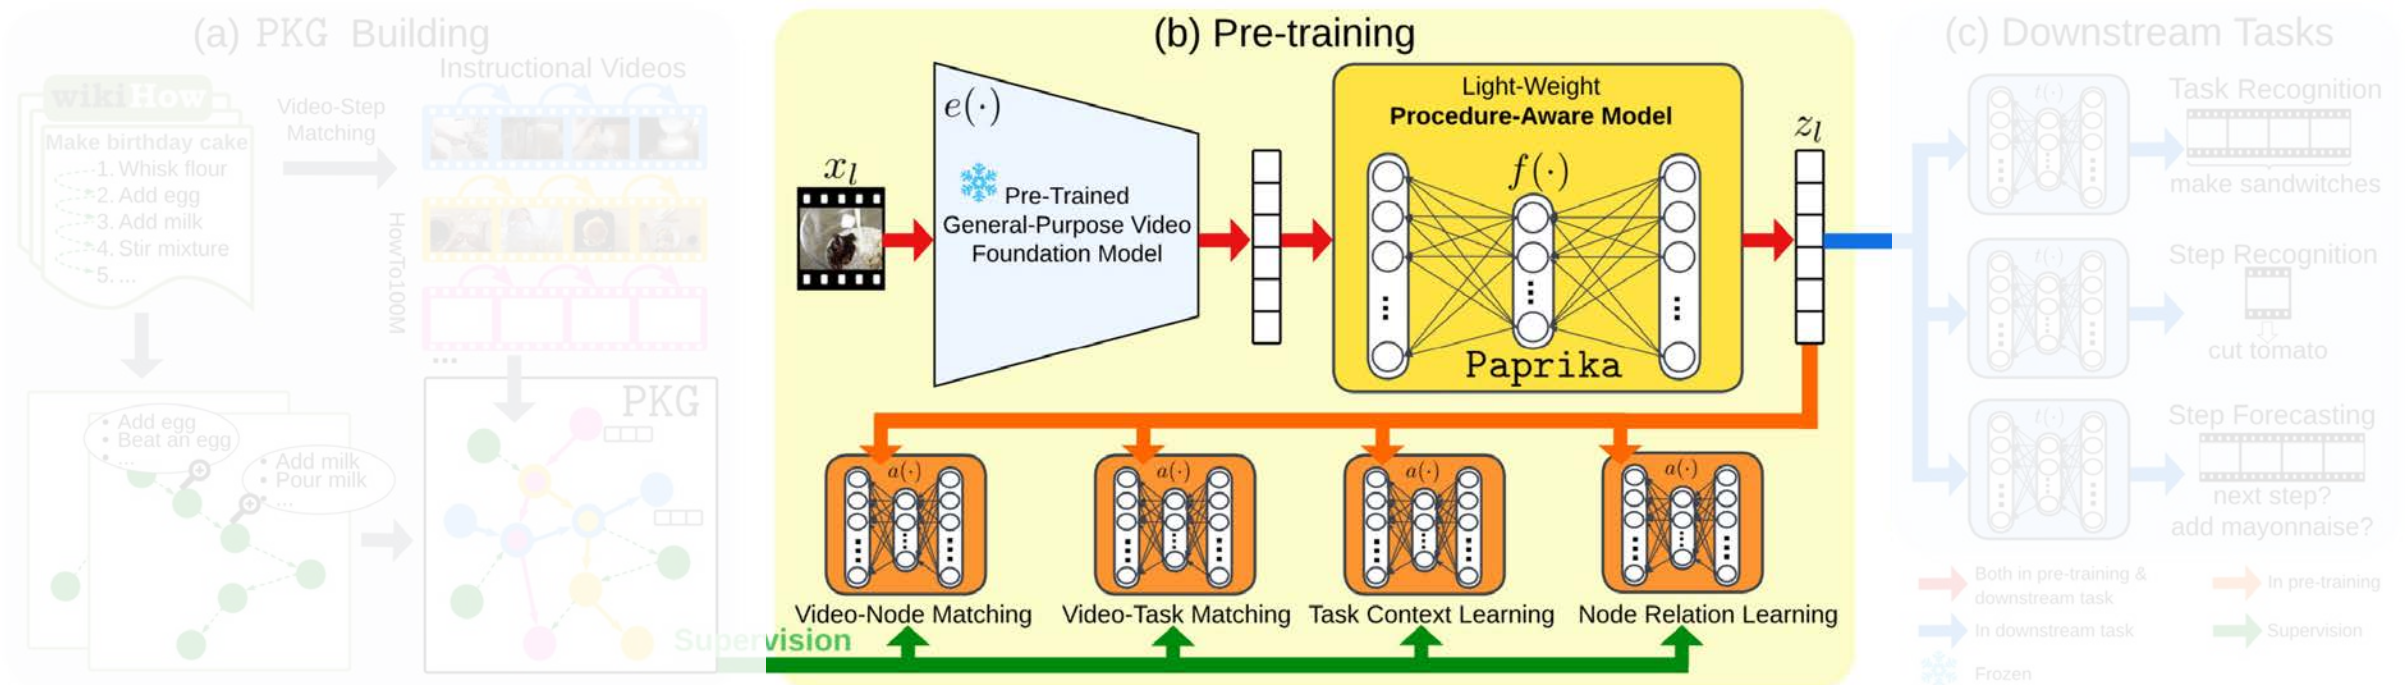 (a) PKG Building
wikiHow
Make birthday cake
1. Whisk flour
2. Add egg
3. Add milk
4. Stir mixture
5. ...
Video-Step
Matching
Instructional Videos
HowTo100M
...
• Add egg
• Beat an egg
• ...
• Add milk
• Pour milk
• ...
PKG
Supervision
(b) Pre-training
x_l
e(·)
Pre-Trained
General-Purpose Video
Foundation Model
Light-Weight
Procedure-Aware Model
f(·)
Paprika
z_l
a(·)
a(·)
a(·)
a(·)
Video-Node Matching
Video-Task Matching
Task Context Learning
Node Relation Learning
(c) Downstream Tasks
f(·)
Task Recognition
make sandwitches
f(·)
Step Recognition
cut tomato
f(·)
Step Forecasting
next step?
add mayonnaise?
Both in pre-training &
downstream task
In pre-training
In downstream task
Supervision
Frozen